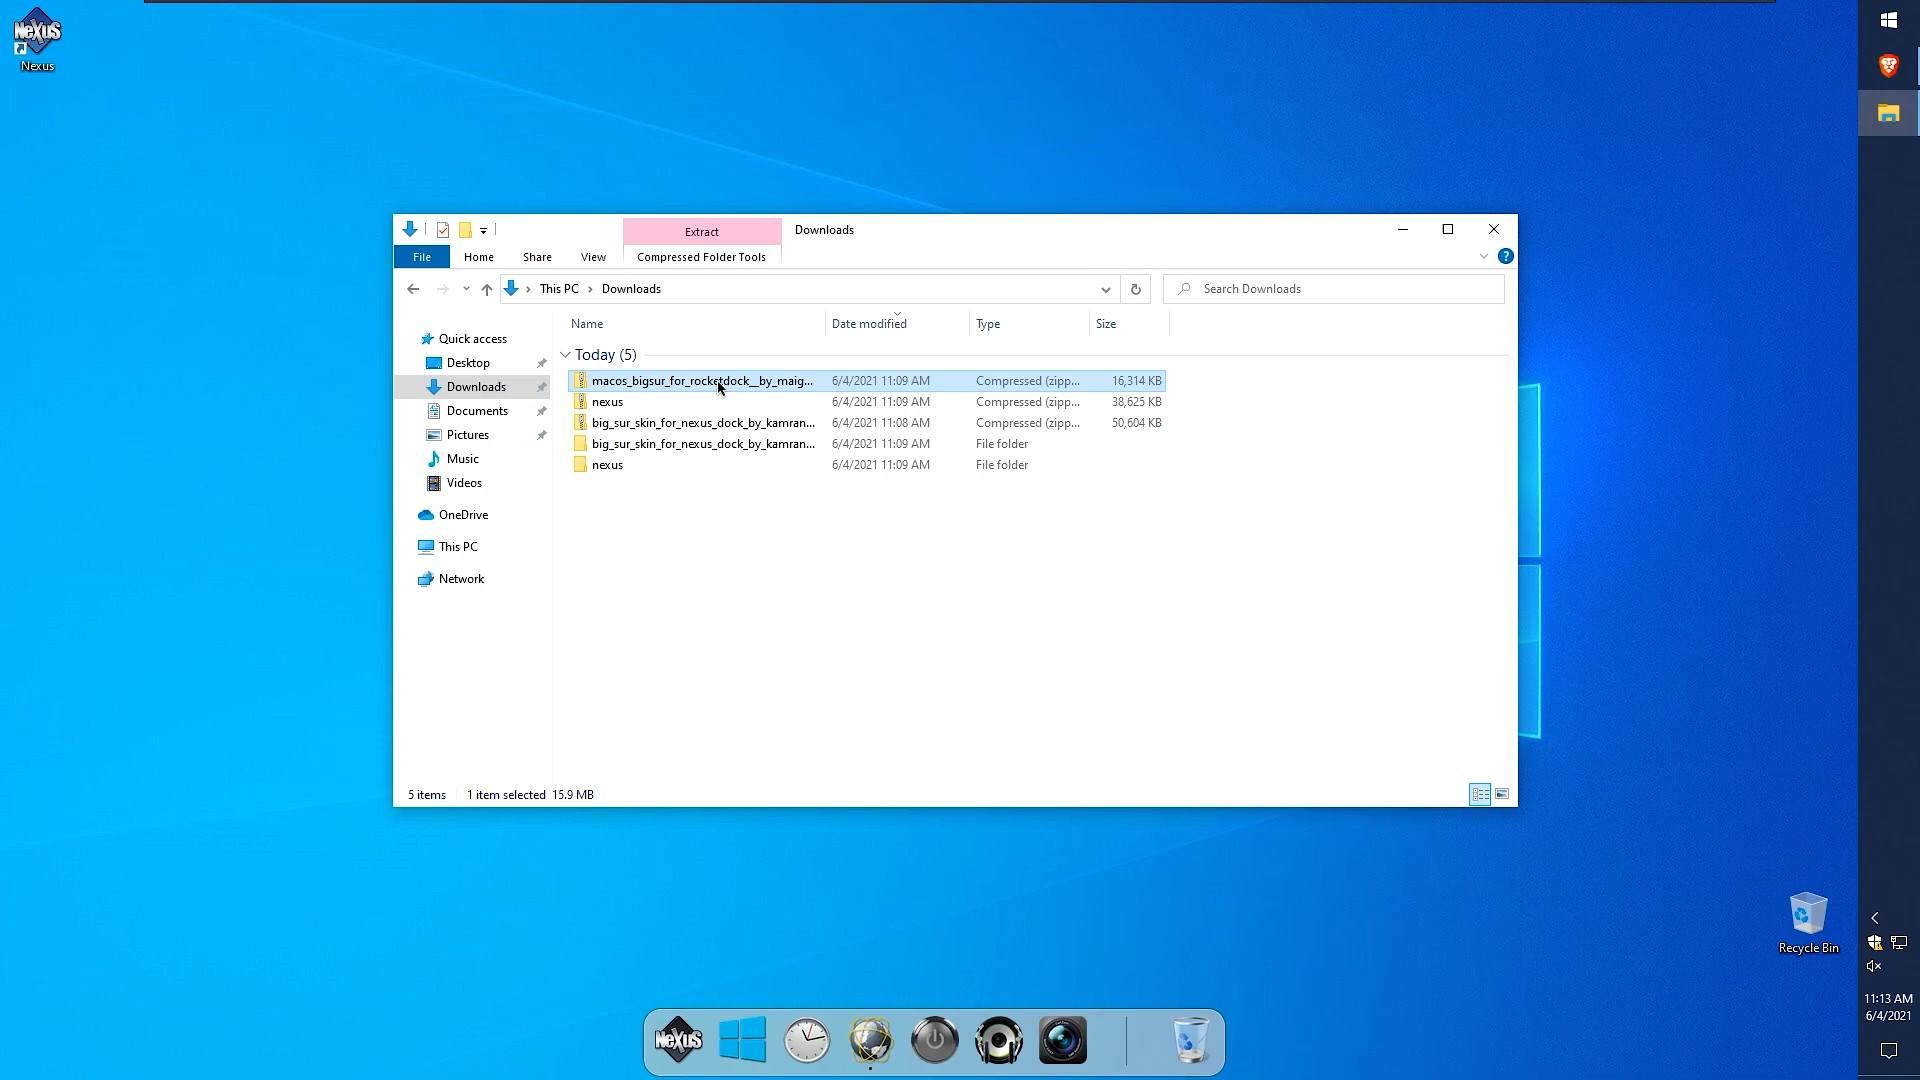 NeXuS
Nexus
Extract
Downloads
File
Home
Share
View
Compressed Folder Tools
This PC
Downloads
Search Downloads
Name
Date modified
Type
Size
Quick access
Desktop
Downloads
Documents
Pictures
Music
Videos
OneDrive
This PC
Network
Today (5)
macos_bigsur_for_rocketdock__by_maig... 6/4/2021 11:09 AM Compressed (zipp... 16,314 KB
nexus 6/4/2021 11:09 AM Compressed (zipp... 38,625 KB
big_sur_skin_for_nexus_dock_by_kamran... 6/4/2021 11:08 AM Compressed (zipp... 50,604 KB
big_sur_skin_for_nexus_dock_by_kamran... 6/4/2021 11:09 AM File folder
nexus 6/4/2021 11:09 AM File folder
5 items 1 item selected 15.9 MB
Recycle Bin
11:13 AM
6/4/2021
NeXuS